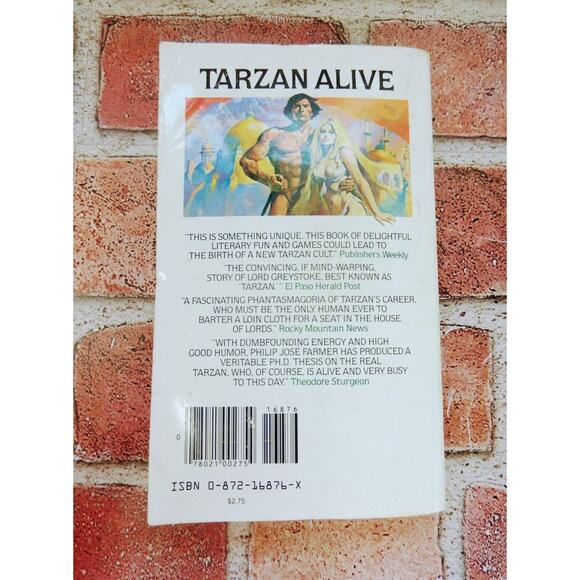 TARZAN ALIVE
"THIS IS SOMETHING UNIQUE. THIS BOOK OF DELIGHTFUL
LITERARY FUN AND GAMES COULD LEAD TO
THE BIRTH OF A NEW TARZAN CULT." Publishers Weekly
"THE CONVINCING, IF MIND-WARPING,
STORY OF LORD GREYSTOKE, BEST KNOWN AS
'TARZAN.'" El Paso Herald Post
"A FASCINATING PHANTASMAGORIA OF TARZAN'S CAREER,
WHO MUST BE THE ONLY HUMAN EVER TO
BARTER A LOIN CLOTH FOR A SEAT IN THE HOUSE
OF LORDS." Rocky Mountain News
"WITH DUMBFOUNDING ENERGY AND HIGH
GOOD HUMOR, PHILIP JOSÉ FARMER HAS PRODUCED A
VERITABLE PH.D. THESIS ON THE REAL
TARZAN, WHO, OF COURSE, IS ALIVE AND VERY BUSY
TO THIS DAY." Theodore Sturgeon
16876
0
78021 00275
ISBN 0-872-16876-X
$2.75